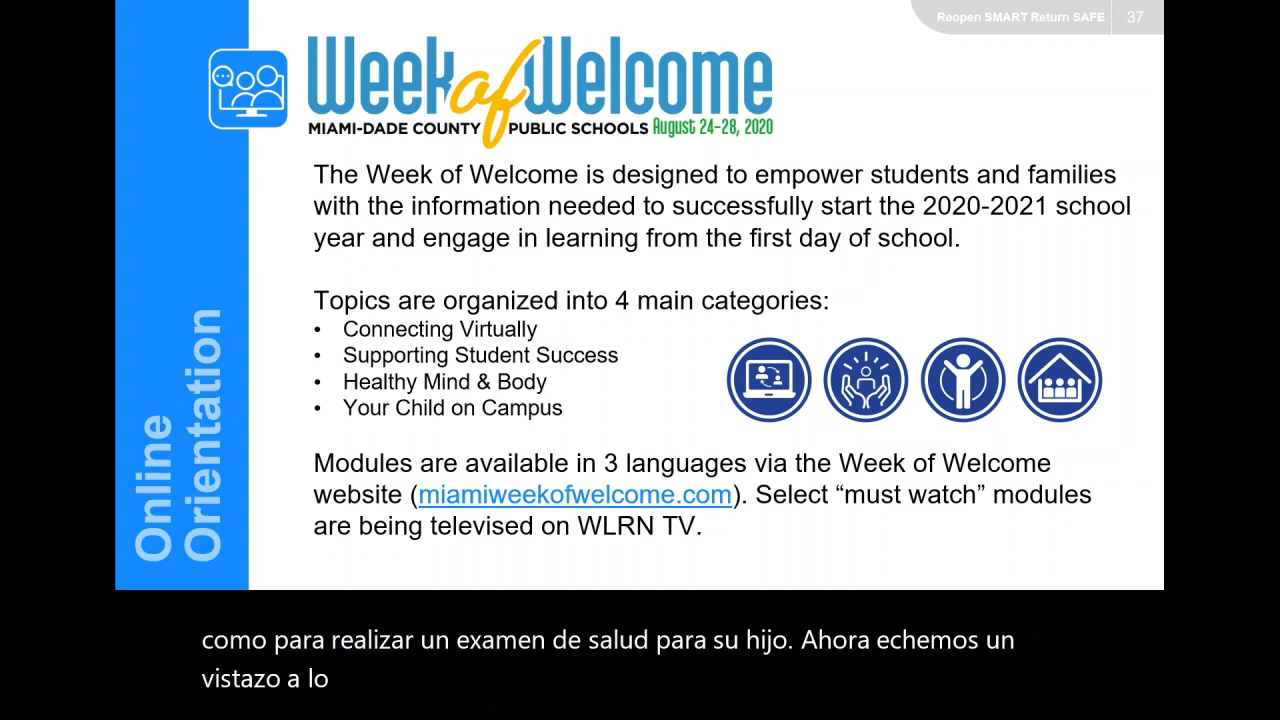 Reopen SMART Return SAFE 37
Week of Welcome
MIAMI-DADE COUNTY PUBLIC SCHOOLS August 24-28, 2020
The Week of Welcome is designed to empower students and families
with the information needed to successfully start the 2020-2021 school
year and engage in learning from the first day of school.
Topics are organized into 4 main categories:
• Connecting Virtually
• Supporting Student Success
• Healthy Mind & Body
• Your Child on Campus
Modules are available in 3 languages via the Week of Welcome
website (miamiweekofwelcome.com). Select “must watch” modules
are being televised on WLRN TV.
Online
Orientation
como para realizar un examen de salud para su hijo. Ahora echemos un
vistazo a lo